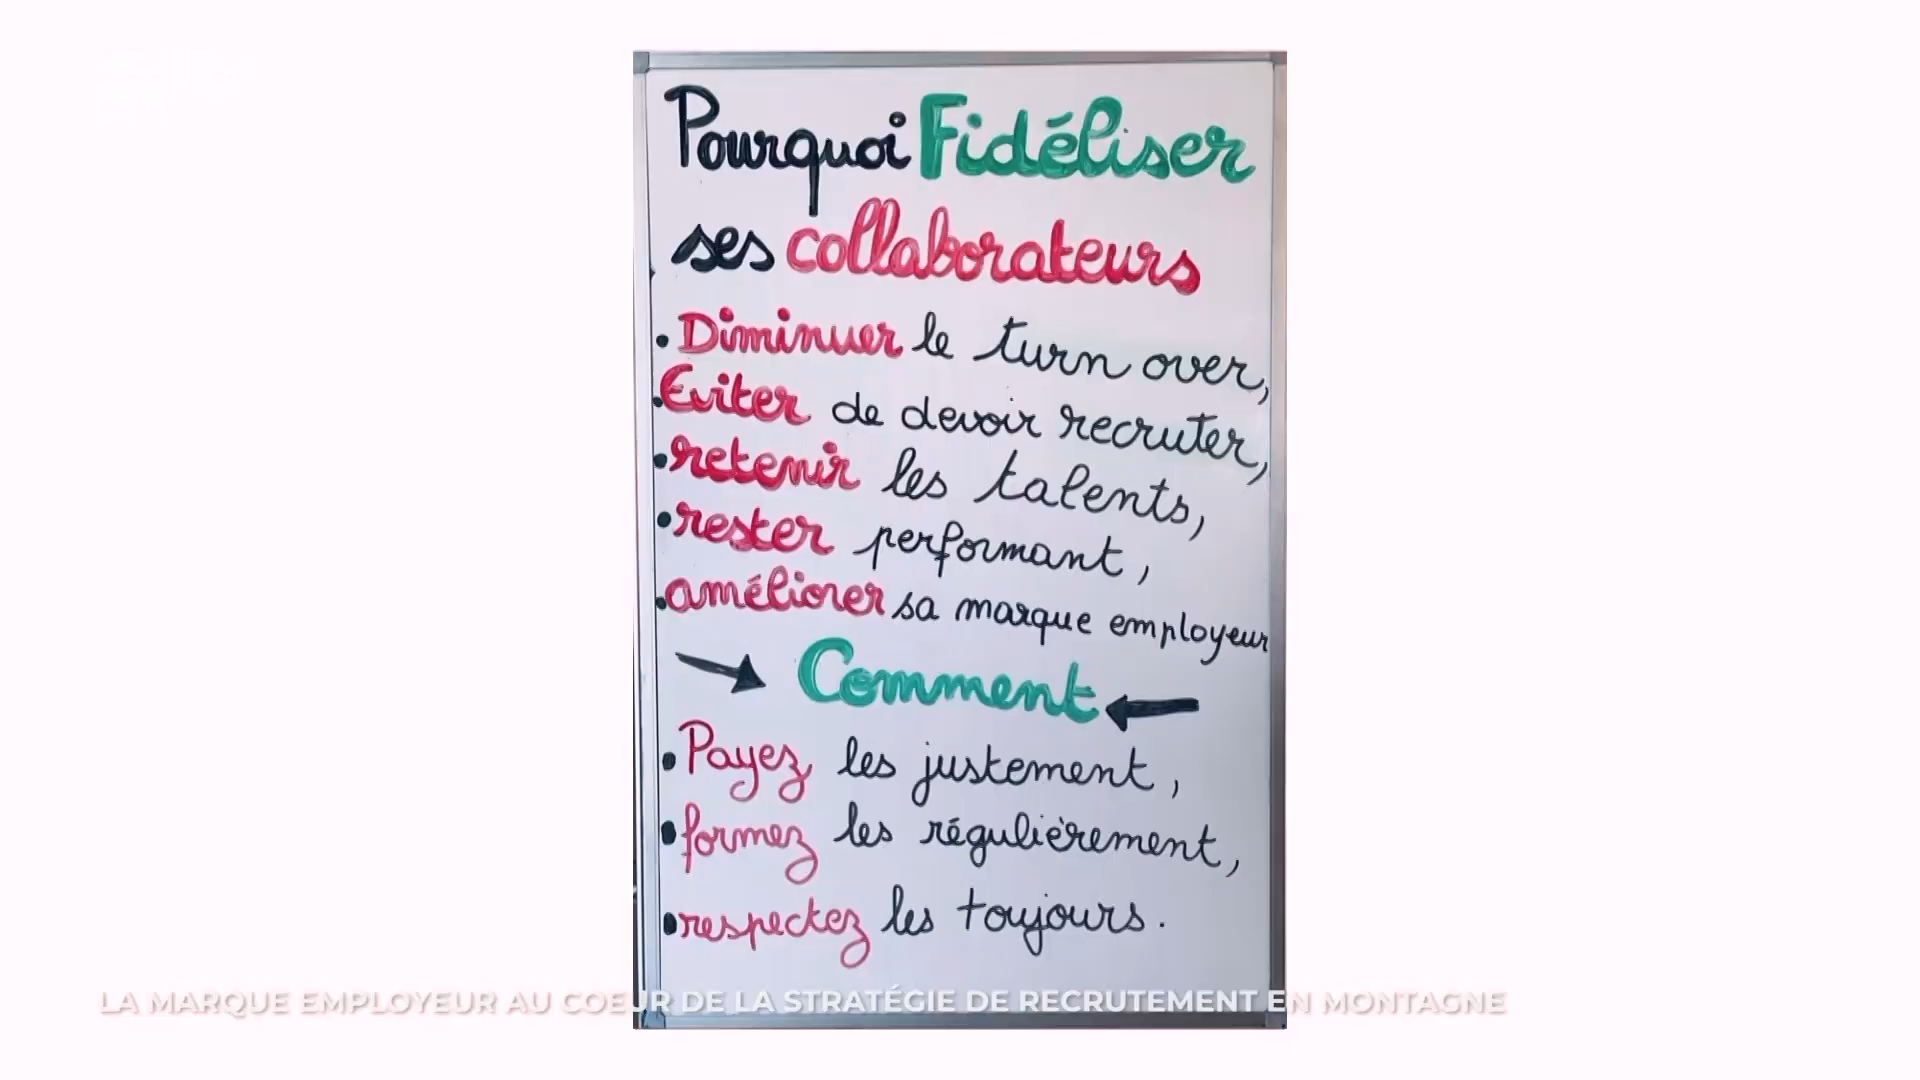 Pourquoi Fidéliser
ses collaborateurs
• Diminuer le turn over,
• Eviter de devoir recruter,
• retenir les talents,
• rester performant,
• améliorer sa marque employeur
Comment
• Payez les justement,
• formez les régulièrement,
• respectez les toujours.
LA MARQUE EMPLOYEUR AU COEUR DE LA STRATÉGIE DE RECRUTEMENT EN MONTAGNE